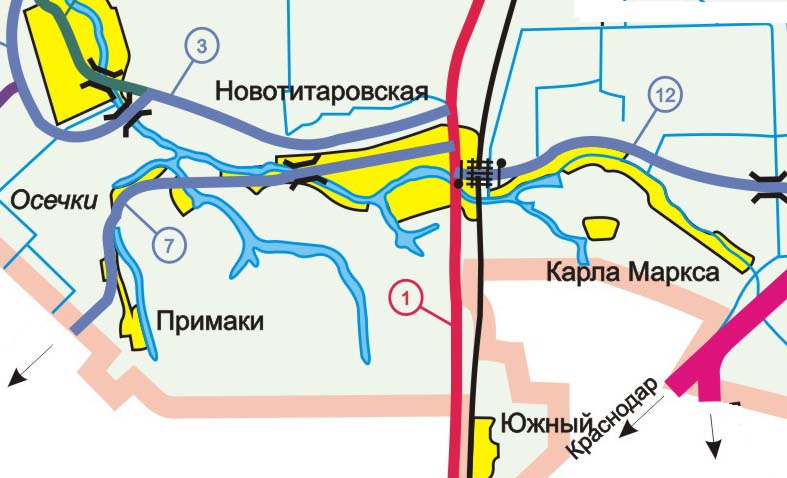 3
Новотитаровская
12
Осечки
7
Карла Маркса
1
Примаки
Южный
Краснодар